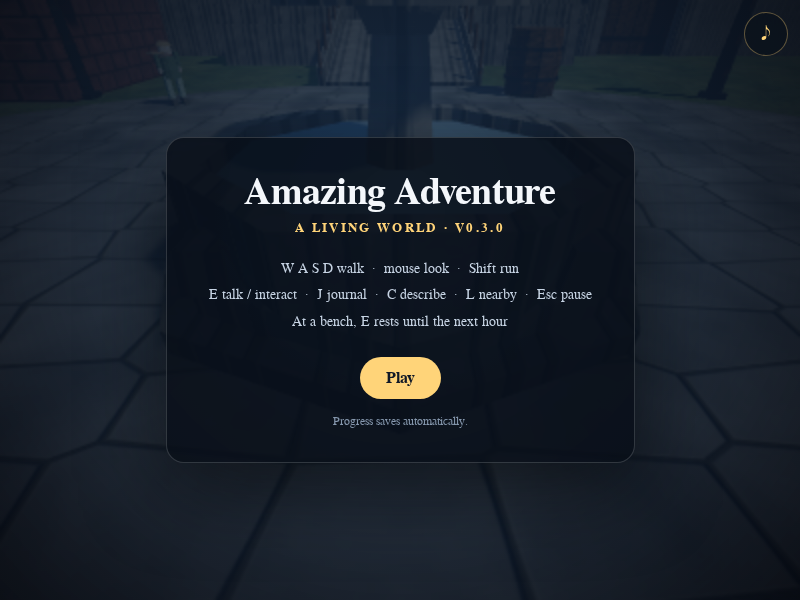 Amazing Adventure
A LIVING WORLD · V0.3.0
W A S D walk · mouse look · Shift run
E talk / interact · J journal · C describe · L nearby · Esc pause
At a bench, E rests until the next hour
Play
Progress saves automatically.